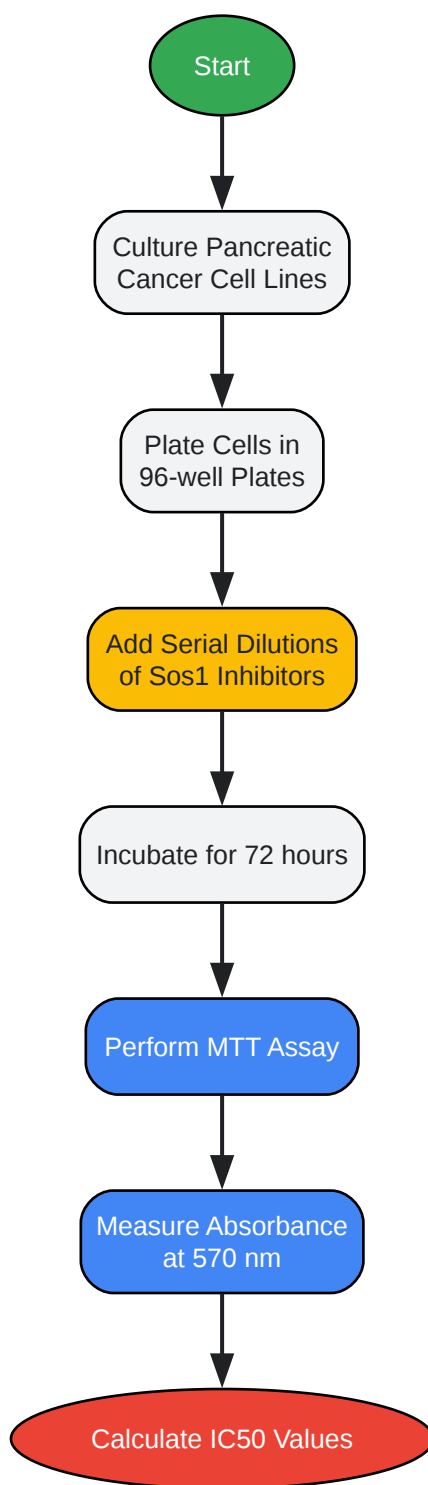 Start
Culture Pancreatic
Cancer Cell Lines
Plate Cells in
96-well Plates
Add Serial Dilutions
of Sos1 Inhibitors
Incubate for 72 hours
Perform MTT Assay
Measure Absorbance
at 570 nm
Calculate IC50 Values